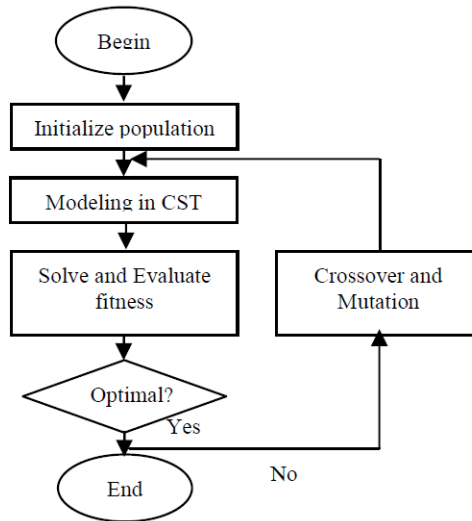 Begin
Initialize population
Modeling in CST
Solve and Evaluate
fitness
Crossover and
Mutation
Optimal?
Yes
No
End